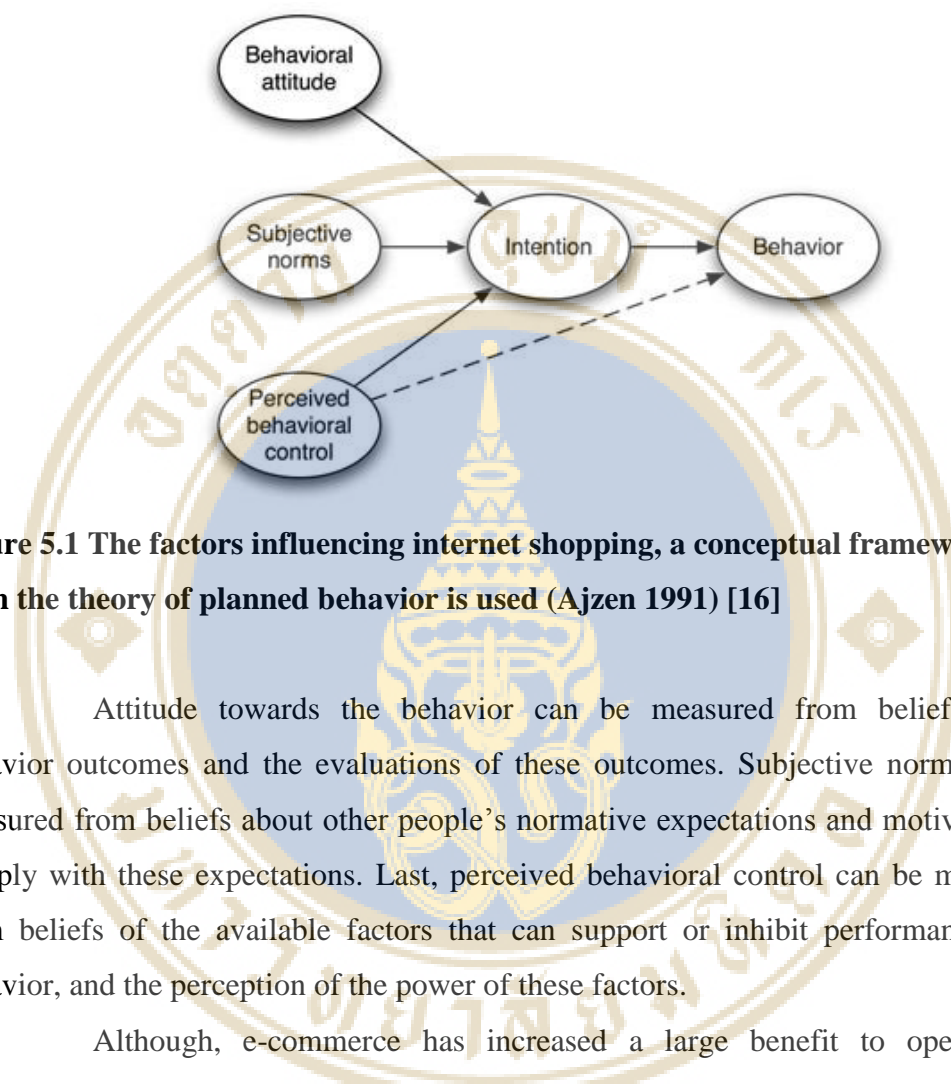 Behavioral
attitude
Subjective
norms
Intention
Behavior
Perceived
behavioral
control
ure 5.1 The factors influencing internet shopping, a conceptual framew
the theory of planned behavior is used (Ajzen 1991) [16]
Attitude towards the behavior can be measured from belief
avior outcomes and the evaluations of these outcomes. Subjective norm
sured from beliefs about other people's normative expectations and motiv
ply with these expectations. Last, perceived behavioral control can be m
beliefs of the available factors that can support or inhibit performan
avior, and the perception of the power of these factors.
Although, e-commerce has increased a large benefit to ope